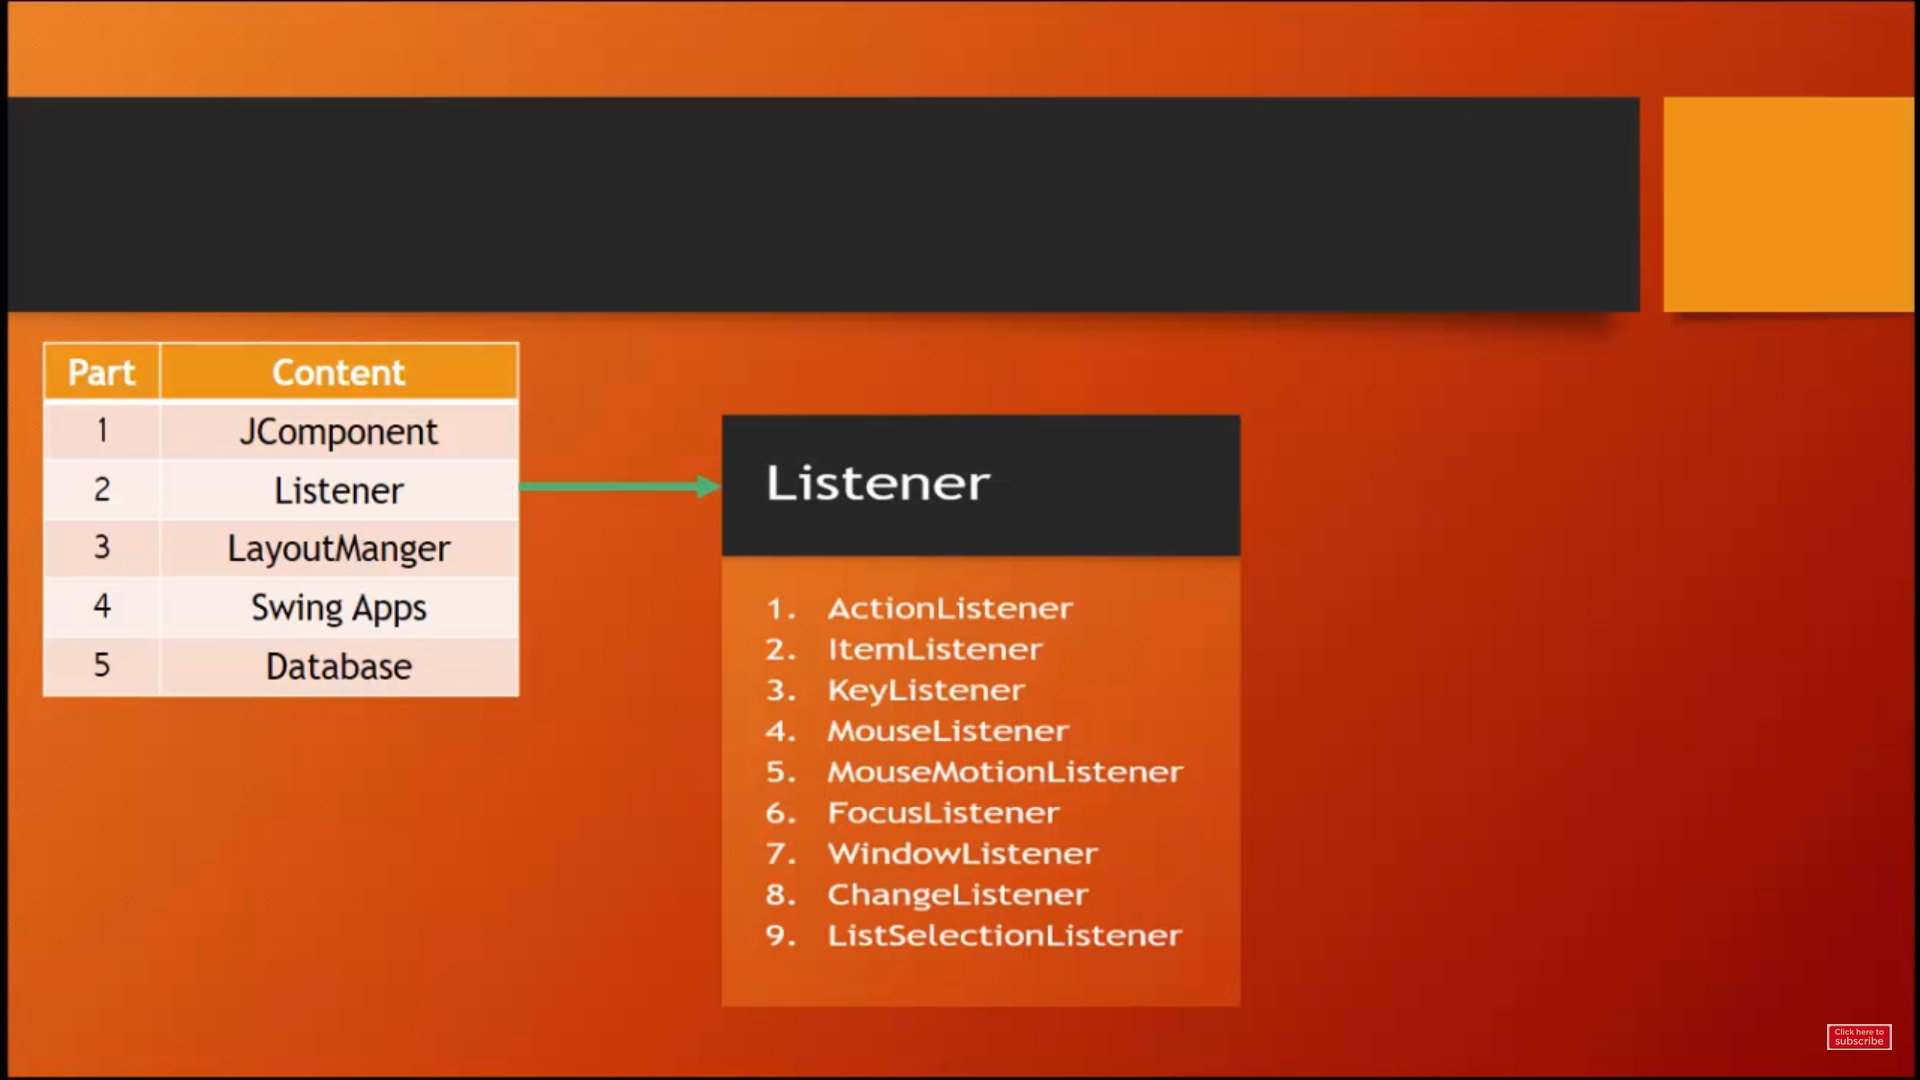 Part Content
1 JComponent
2 Listener
3 LayoutManger
4 Swing Apps
5 Database
Listener
1. ActionListener
2. ItemListener
3. KeyListener
4. MouseListener
5. MouseMotionListener
6. FocusListener
7. WindowListener
8. ChangeListener
9. ListSelectionListener
Click here to
subscribe